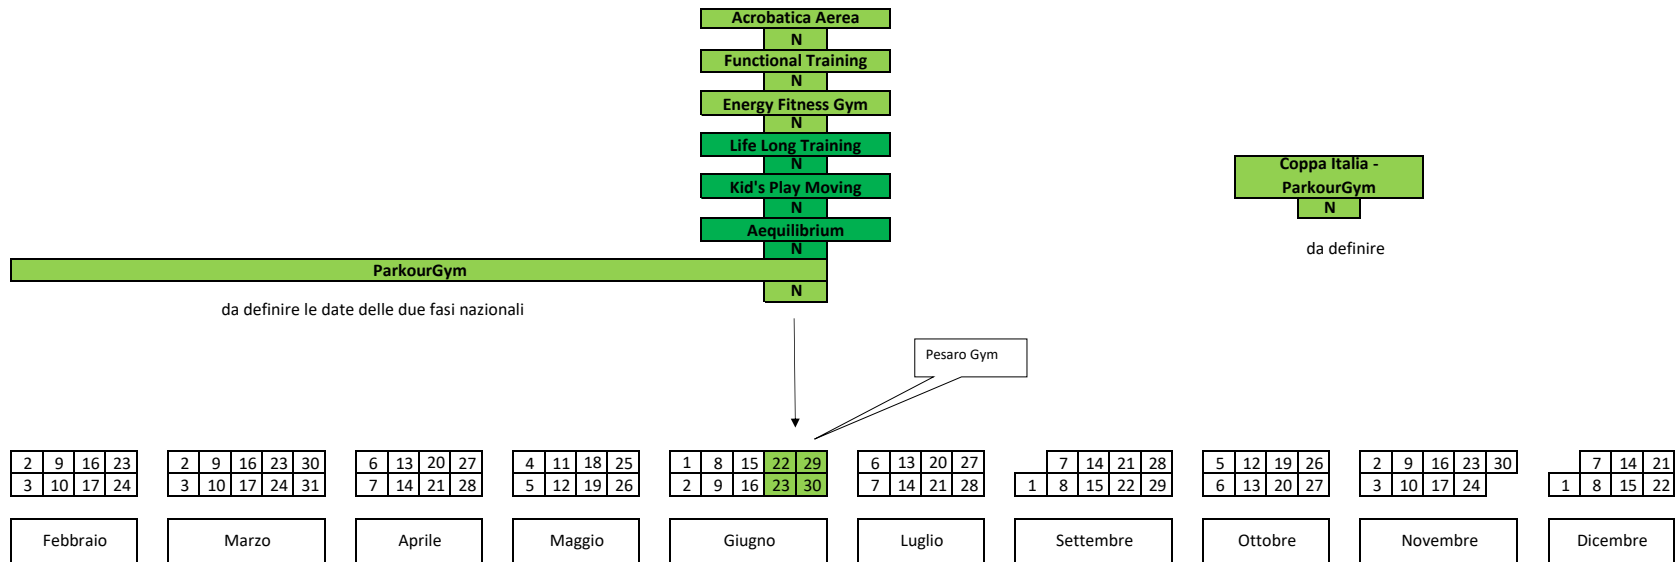 Acrobatica Aerea
N
Functional Training
N
Energy Fitness Gym
N
Life Long Training
N
Kid's Play Moving
N
Aequilibrium
N
ParkourGym
N
da definire le date delle due fasi nazionali
Coppa Italia -
ParkourGym
N
da definire
Pesaro Gym
2 9 16 23
3 10 17 24
Febbraio
2 9 16 23 30
3 10 17 24 31
Marzo
6 13 20 27
7 14 21 28
Aprile
4 11 18 25
5 12 19 26
Maggio
1 8 15 22 29
2 9 16 23 30
Giugno
6 13 20 27
7 14 21 28
Luglio
7 14 21 28
1 8 15 22 29
Settembre
5 12 19 26
6 13 20 27
Ottobre
2 9 16 23 30
3 10 17 24
Novembre
7 14 21
1 8 15 22
Dicembre